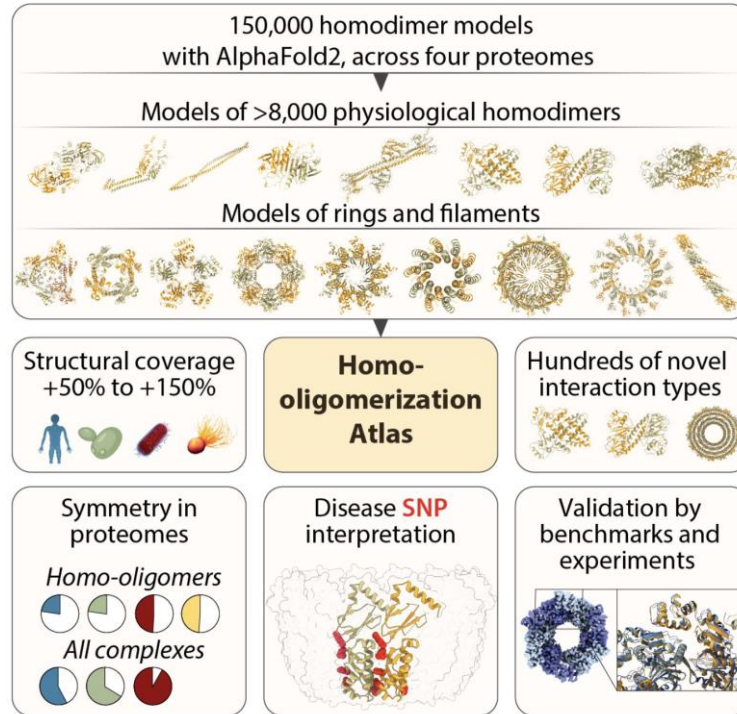 150,000 homodimer models
with AlphaFold2, across four proteomes
Models of >8,000 physiological homodimers
Models of rings and filaments
Structural coverage
+50% to +150%
Homo-
oligomerization
Atlas
Hundreds of novel
interaction types
Symmetry in
proteomes
Homo-oligomers
All complexes
Disease SNP
interpretation
Validation by
benchmarks and
experiments